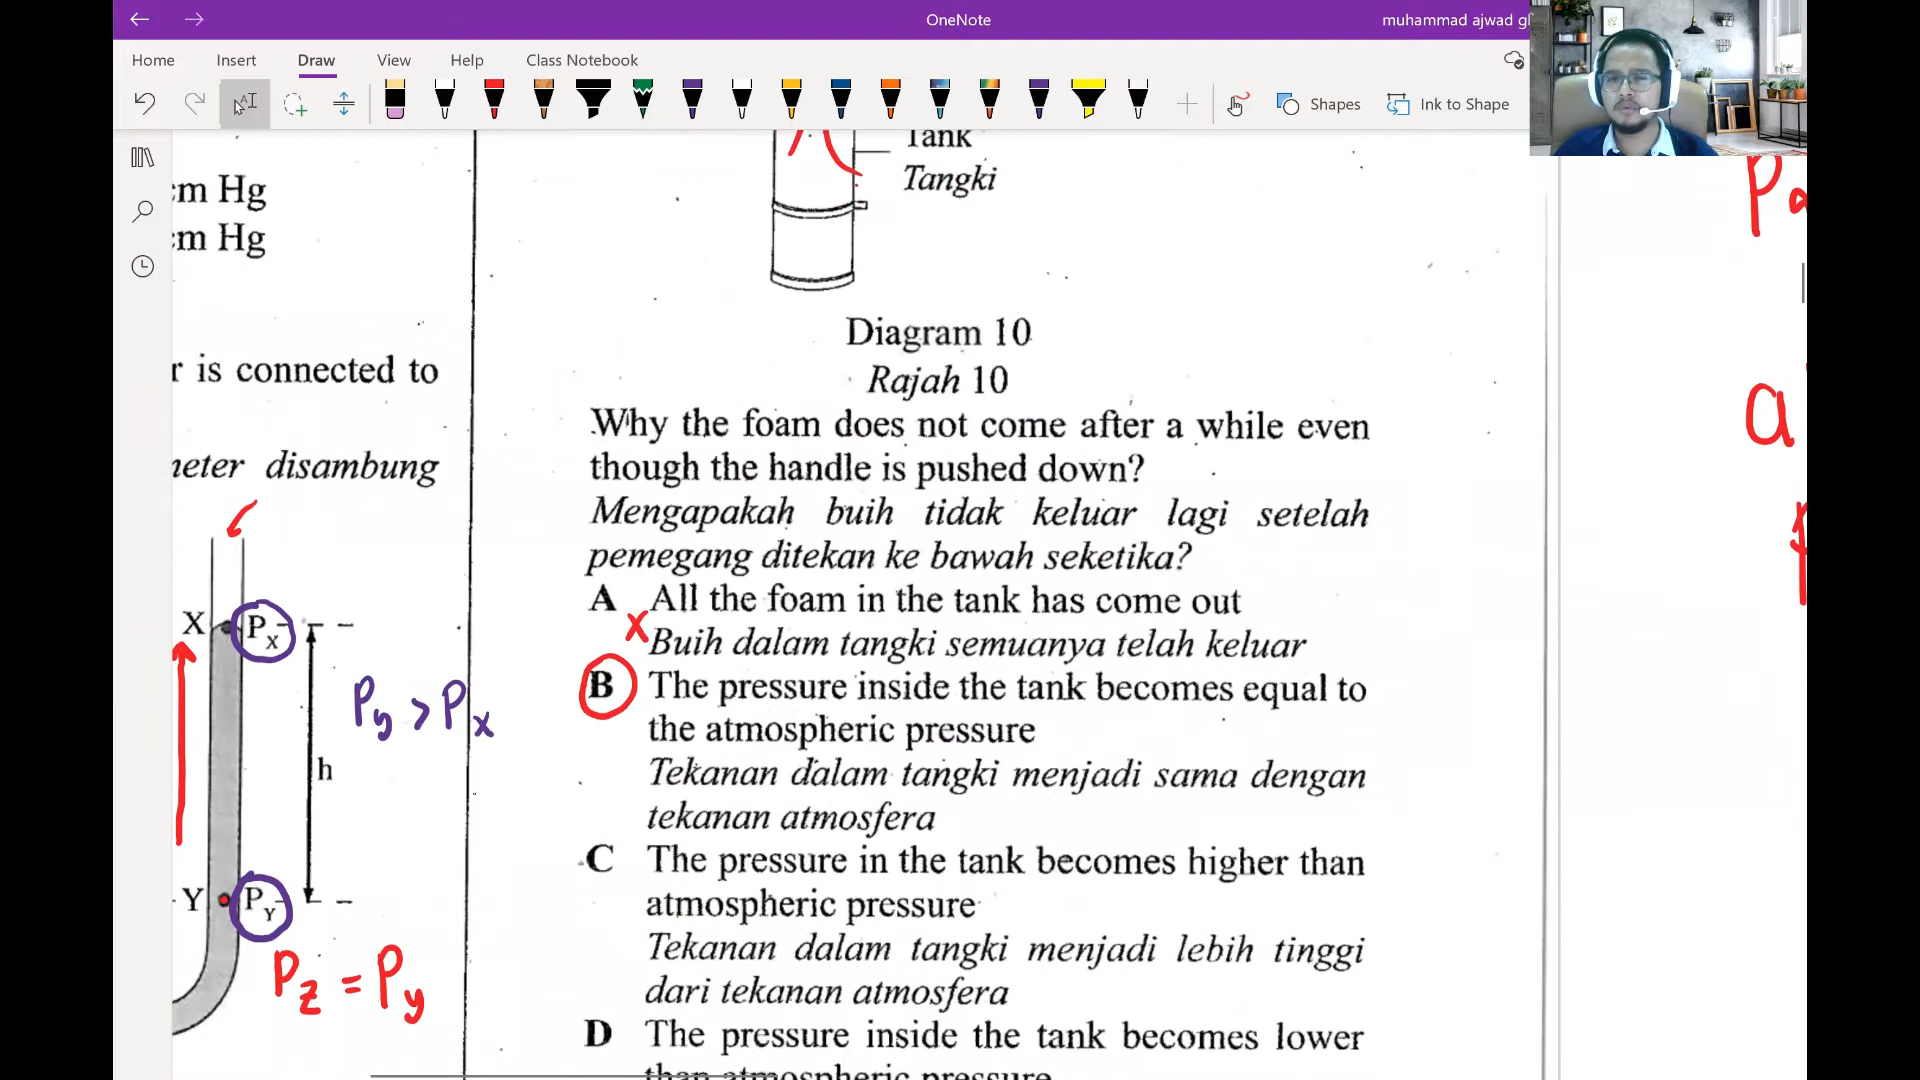 OneNote
muhammad ajwad
Home Insert Draw View Help Class Notebook
Shapes Ink to Shape
:m Hg
:m Hg
r is connected to
neter disambung
X
PX
Py > Px
h
Y
PY
Pz = Py
Tank
Tangki
Diagram 10
Rajah 10
Why the foam does not come after a while even
though the handle is pushed down?
Mengapakah buih tidak keluar lagi setelah
pemegang ditekan ke bawah seketika?
A All the foam in the tank has come out
x Buih dalam tangki semuanya telah keluar
B The pressure inside the tank becomes equal to
the atmospheric pressure
Tekanan dalam tangki menjadi sama dengan
tekanan atmosfera
C The pressure in the tank becomes higher than
atmospheric pressure
Tekanan dalam tangki menjadi lebih tinggi
dari tekanan atmosfera
D The pressure inside the tank becomes lower
than atmospheric pressure
Pa
a